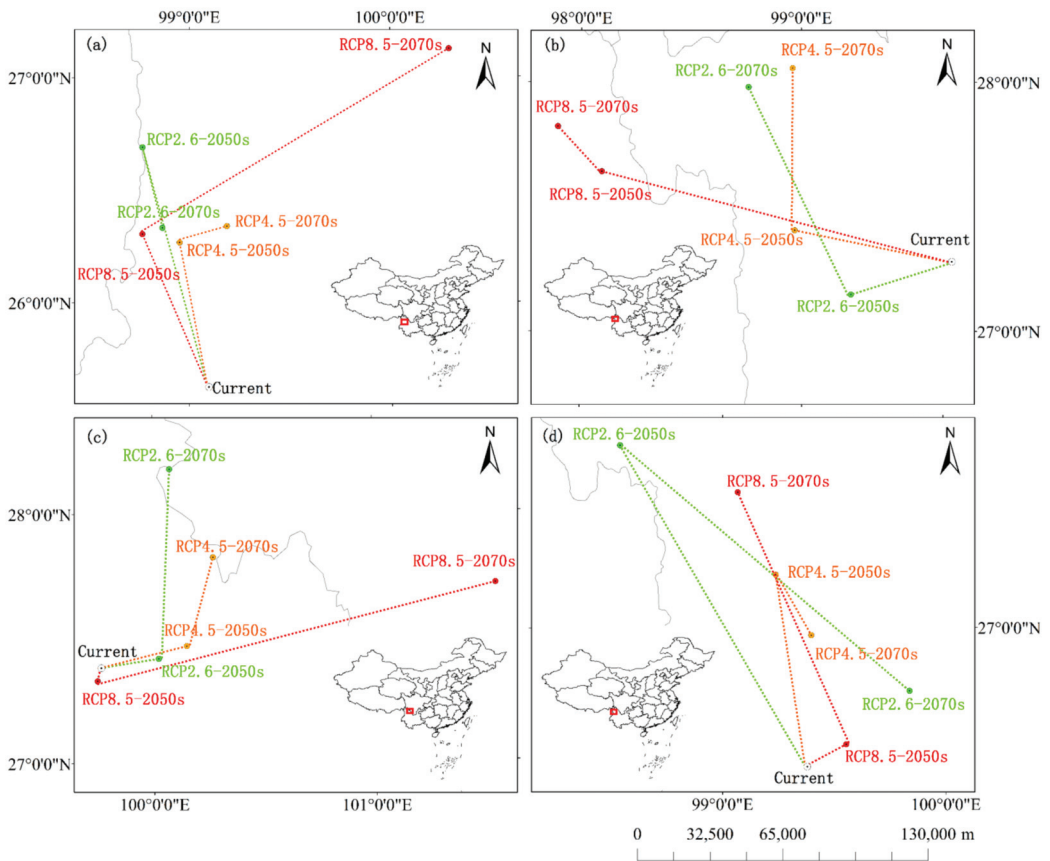 99°0'0"E 100°0'0"E 98°0'0"E 99°0'0"E
(a)
RCP8.5-2070s
N
27°0'0"N
RCP2.6-2050s
RCP2.6-2070s
RCP4.5-2070s
RCP4.5-2050s
RCP8.5-2050s
26°0'0"N
Current
(b)
RCP4.5-2070s
N
RCP2.6-2070s
28°0'0"N
RCP8.5-2070s
RCP8.5-2050s
RCP4.5-2050s
Current
RCP2.6-2050s
27°0'0"N
(c)
N
RCP2.6-2070s
28°0'0"N
RCP4.5-2070s
RCP8.5-2070s
RCP4.5-2050s
Current
RCP2.6-2050s
RCP8.5-2050s
27°0'0"N
(d)
RCP2.6-2050s
N
RCP8.5-2070s
RCP4.5-2050s
27°0'0"N
RCP4.5-2070s
RCP2.6-2070s
RCP8.5-2050s
Current
100°0'0"E 101°0'0"E 99°0'0"E 100°0'0"E
0 32,500 65,000 130,000 m